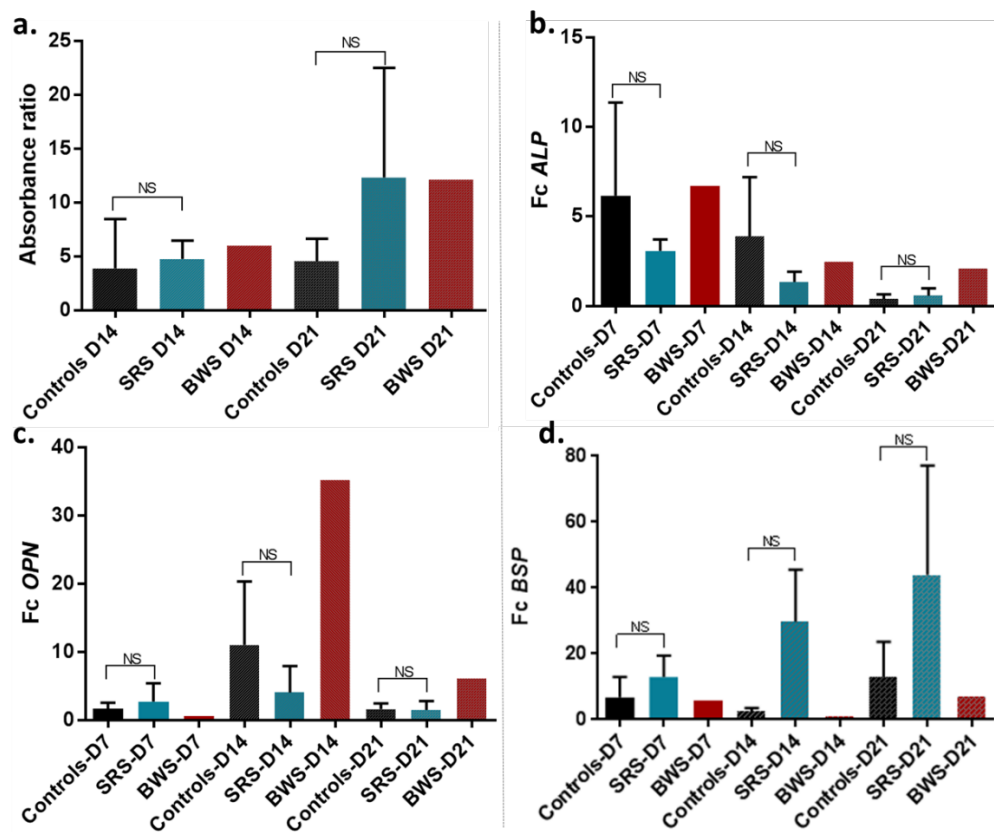 a.
Absorbance ratio
25
20
15
10
5
0
NS
NS
Controls D14
SRS D14
BWS D14
Controls D21
SRS D21
BWS D21
b.
Fc ALP
15
10
5
0
NS
NS
NS
Controls-D7
SRS-D7
BWS-D7
Controls-D14
SRS-D14
BWS-D14
Controls-D21
SRS-D21
BWS-D21
c.
Fc OPN
40
30
20
10
0
NS
NS
NS
Controls-D7
SRS-D7
BWS-D7
Controls-D14
SRS-D14
BWS-D14
Controls-D21
SRS-D21
BWS-D21
d.
Fc BSP
80
60
40
20
0
NS
NS
NS
Controls-D7
SRS-D7
BWS-D7
Controls-D14
SRS-D14
BWS-D14
Controls-D21
SRS-D21
BWS-D21